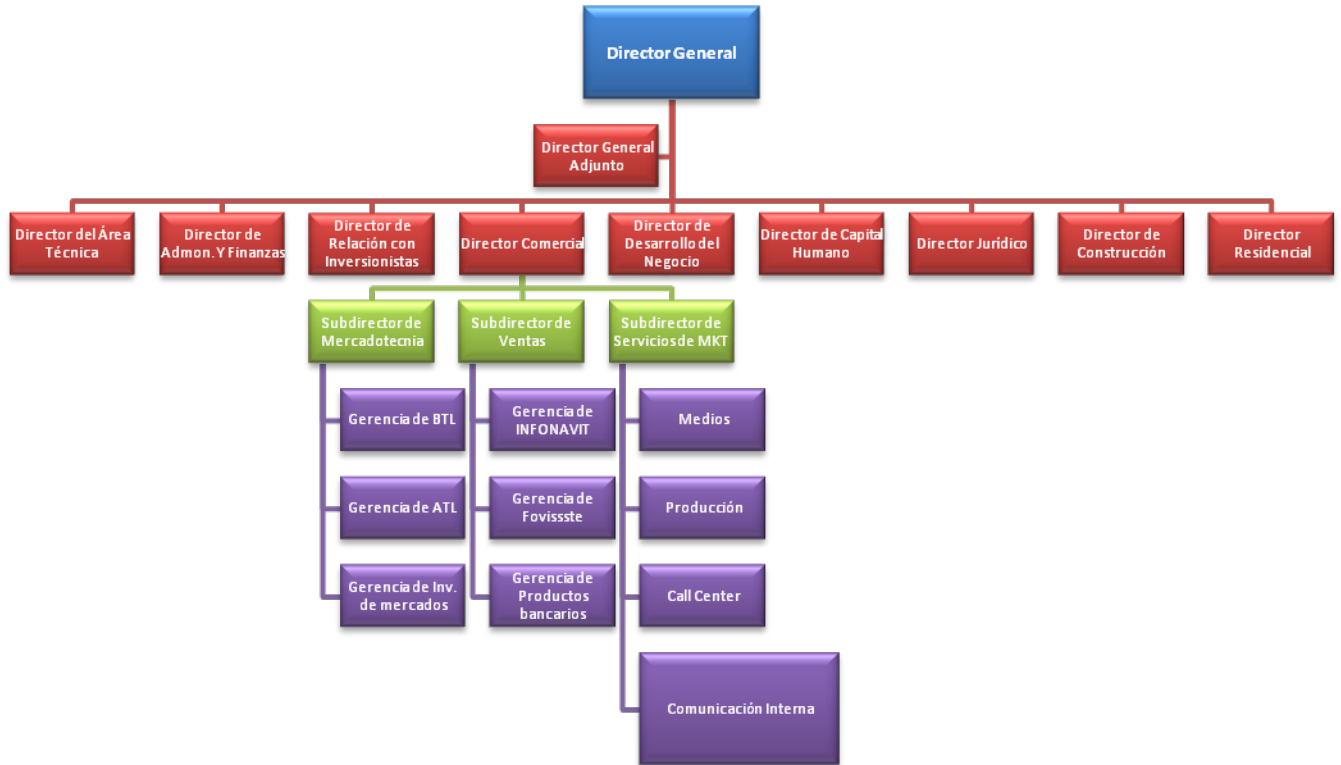 Director General
Director General
Adjunto
Director del Área
Técnica
Director de
Admon. Y Finanzas
Director de
Relación con
Inversionistas
Director Comercial
Director de
Desarrollo del
Negocio
Director de Capital
Humano
Director Jurídico
Director de
Construcción
Director
Residencial
Subdirector de
Mercadotecnia
Subdirector de
Ventas
Subdirector de
Servicios de MKT
Gerencia de BTL
Gerencia de
INFONAVIT
Medios
Gerencia de ATL
Gerencia de
Fovissste
Producción
Gerencia de Inv.
de mercados
Gerencia de
Productos
bancarios
Call Center
Comunicación Interna